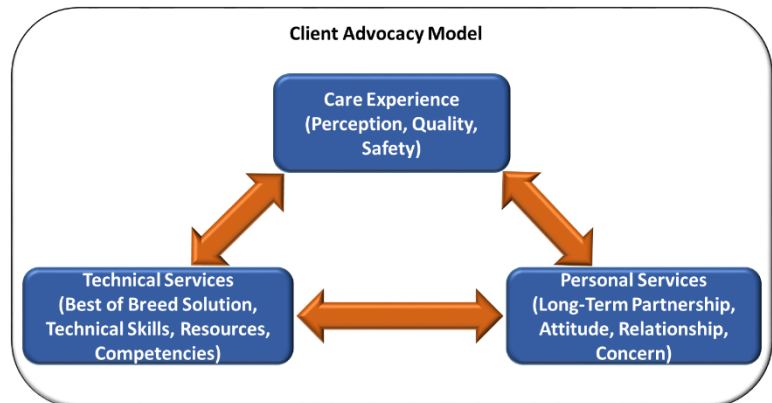 Client Advocacy Model
Care Experience
(Perception, Quality,
Safety)
Technical Services
(Best of Breed Solution,
Technical Skills, Resources,
Competencies)
Personal Services
(Long-Term Partnership,
Attitude, Relationship,
Concern)